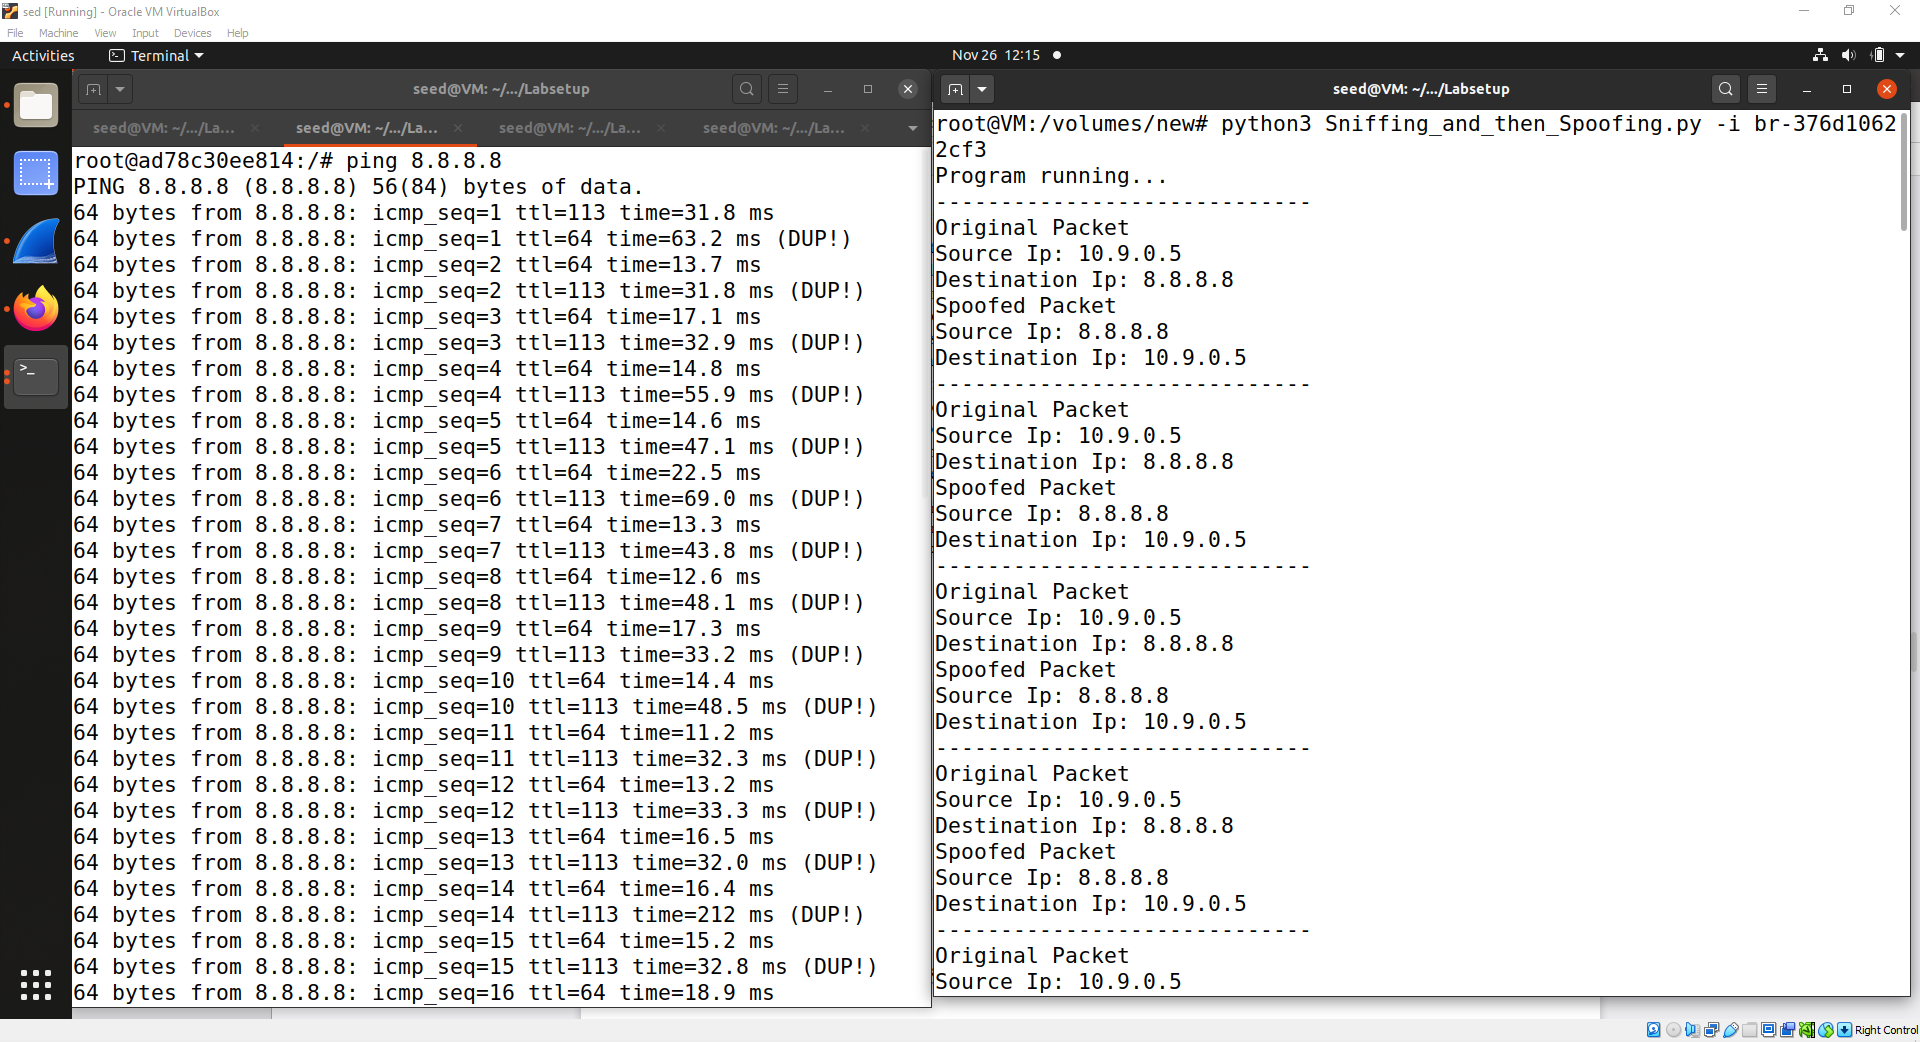 sed [Running] - Oracle VM VirtualBox
File Machine View Input Devices Help
Activities Terminal Nov 26 12:15
seed@VM: ~/.../Labsetup
seed@VM: ~/.../La... seed@VM: ~/.../La... seed@VM: ~/.../La... seed@VM: ~/.../La...
root@ad78c30ee814:/# ping 8.8.8.8
PING 8.8.8.8 (8.8.8.8) 56(84) bytes of data.
64 bytes from 8.8.8.8: icmp_seq=1 ttl=113 time=31.8 ms
64 bytes from 8.8.8.8: icmp_seq=1 ttl=64 time=63.2 ms (DUP!)
64 bytes from 8.8.8.8: icmp_seq=2 ttl=64 time=13.7 ms
64 bytes from 8.8.8.8: icmp_seq=2 ttl=113 time=31.8 ms (DUP!)
64 bytes from 8.8.8.8: icmp_seq=3 ttl=64 time=17.1 ms
64 bytes from 8.8.8.8: icmp_seq=3 ttl=113 time=32.9 ms (DUP!)
64 bytes from 8.8.8.8: icmp_seq=4 ttl=64 time=14.8 ms
64 bytes from 8.8.8.8: icmp_seq=4 ttl=113 time=55.9 ms (DUP!)
64 bytes from 8.8.8.8: icmp_seq=5 ttl=64 time=14.6 ms
64 bytes from 8.8.8.8: icmp_seq=5 ttl=113 time=47.1 ms (DUP!)
64 bytes from 8.8.8.8: icmp_seq=6 ttl=64 time=22.5 ms
64 bytes from 8.8.8.8: icmp_seq=6 ttl=113 time=69.0 ms (DUP!)
64 bytes from 8.8.8.8: icmp_seq=7 ttl=64 time=13.3 ms
64 bytes from 8.8.8.8: icmp_seq=7 ttl=113 time=43.8 ms (DUP!)
64 bytes from 8.8.8.8: icmp_seq=8 ttl=64 time=12.6 ms
64 bytes from 8.8.8.8: icmp_seq=8 ttl=113 time=48.1 ms (DUP!)
64 bytes from 8.8.8.8: icmp_seq=9 ttl=64 time=17.3 ms
64 bytes from 8.8.8.8: icmp_seq=9 ttl=113 time=33.2 ms (DUP!)
64 bytes from 8.8.8.8: icmp_seq=10 ttl=64 time=14.4 ms
64 bytes from 8.8.8.8: icmp_seq=10 ttl=113 time=48.5 ms (DUP!)
64 bytes from 8.8.8.8: icmp_seq=11 ttl=64 time=11.2 ms
64 bytes from 8.8.8.8: icmp_seq=11 ttl=113 time=32.3 ms (DUP!)
64 bytes from 8.8.8.8: icmp_seq=12 ttl=64 time=13.2 ms
64 bytes from 8.8.8.8: icmp_seq=12 ttl=113 time=33.3 ms (DUP!)
64 bytes from 8.8.8.8: icmp_seq=13 ttl=64 time=16.5 ms
64 bytes from 8.8.8.8: icmp_seq=13 ttl=113 time=32.0 ms (DUP!)
64 bytes from 8.8.8.8: icmp_seq=14 ttl=64 time=16.4 ms
64 bytes from 8.8.8.8: icmp_seq=14 ttl=113 time=212 ms (DUP!)
64 bytes from 8.8.8.8: icmp_seq=15 ttl=64 time=15.2 ms
64 bytes from 8.8.8.8: icmp_seq=15 ttl=113 time=32.8 ms (DUP!)
64 bytes from 8.8.8.8: icmp_seq=16 ttl=64 time=18.9 ms
seed@VM: ~/.../Labsetup
root@VM:/volumes/new# python3 Sniffing_and_then_Spoofing.py -i br-376d1062
2cf3
Program running...
-----------------------------
Original Packet
Source Ip: 10.9.0.5
Destination Ip: 8.8.8.8
Spoofed Packet
Source Ip: 8.8.8.8
Destination Ip: 10.9.0.5
-----------------------------
Original Packet
Source Ip: 10.9.0.5
Destination Ip: 8.8.8.8
Spoofed Packet
Source Ip: 8.8.8.8
Destination Ip: 10.9.0.5
-----------------------------
Original Packet
Source Ip: 10.9.0.5
Destination Ip: 8.8.8.8
Spoofed Packet
Source Ip: 8.8.8.8
Destination Ip: 10.9.0.5
-----------------------------
Original Packet
Source Ip: 10.9.0.5
Destination Ip: 8.8.8.8
Spoofed Packet
Source Ip: 8.8.8.8
Destination Ip: 10.9.0.5
-----------------------------
Original Packet
Source Ip: 10.9.0.5
Right Control